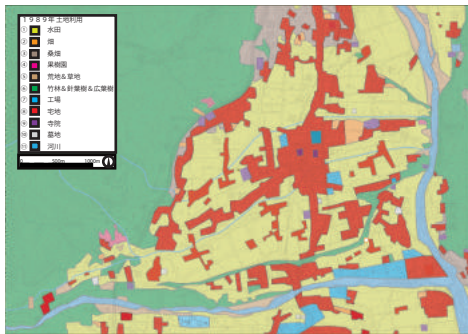 1989年土地利用
① 水田
② 畑
③ 桑畑
④ 果樹園
⑤ 荒地&草地
⑥ 竹林&針葉樹&広葉樹
⑦ 工場
⑧ 宅地
⑨ 寺院
⑩ 墓地
⑪ 河川
0 500m 1000m